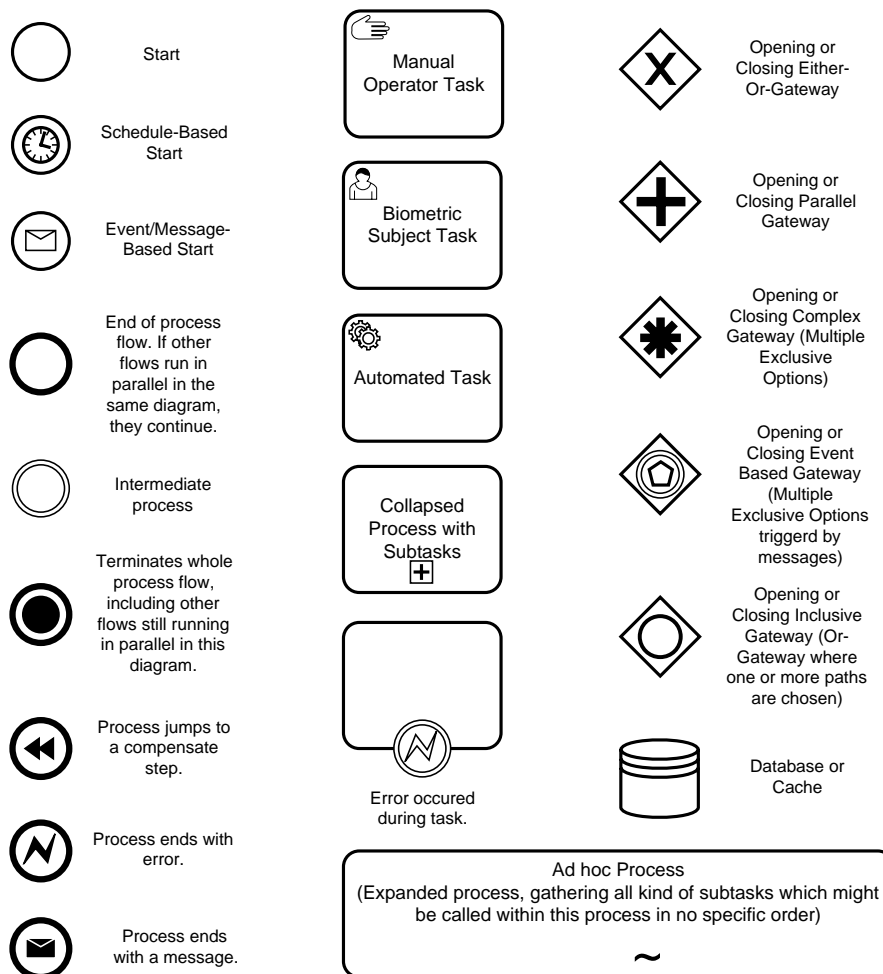 Start
Schedule-Based
Start
Event/Message-
Based Start
End of process
flow. If other
flows run in
parallel in the
same diagram,
they continue.
Intermediate
process
Terminates whole
process flow,
including other
flows still running
in parallel in this
diagram.
Process jumps to
a compensate
step.
Process ends with
error.
Process ends
with a message.
Manual
Operator Task
Biometric
Subject Task
Automated Task
Collapsed
Process with
Subtasks
Error occured
during task.
X
Opening or
Closing Either-
Or-Gateway
Opening or
Closing Parallel
Gateway
Opening or
Closing Complex
Gateway (Multiple
Exclusive
Options)
Opening or
Closing Event
Based Gateway
(Multiple
Exclusive Options
triggerd by
messages)
Opening or
Closing Inclusive
Gateway (Or-
Gateway where
one or more paths
are chosen)
Database or
Cache
Ad hoc Process
(Expanded process, gathering all kind of subtasks which might
be called within this process in no specific order)
~